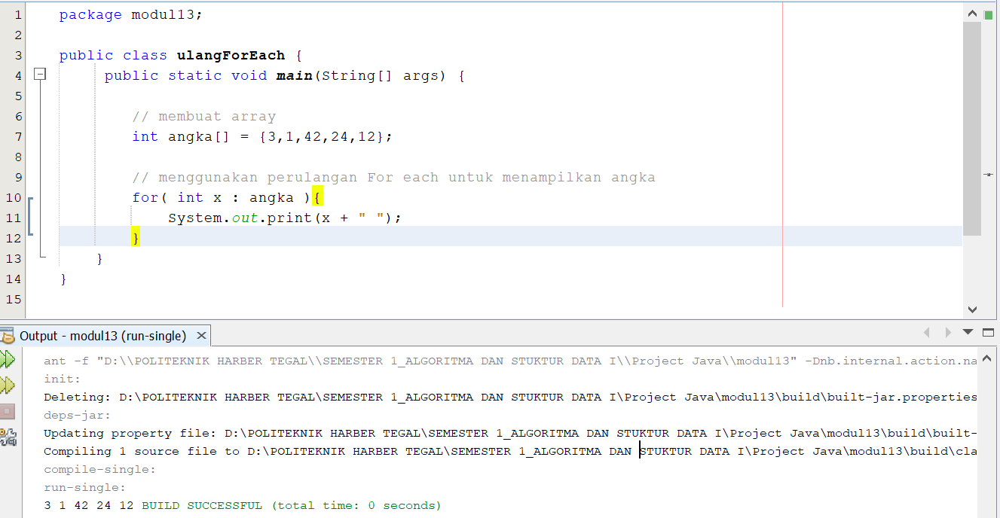 1 package modul13;
2
3 public class ulangForEach {
4 public static void main(String[] args) {
5
6 // membuat array
7 int angka[] = {3,1,42,24,12};
8
9 // menggunakan perulangan For each untuk menampilkan angka
10 for( int x : angka ){
11 System.out.print(x + " ");
12 }
13 }
14 }
15
Output - modul13 (run-single)
ant -f "D:\\POLITEKNIK HARBER TEGAL\\SEMESTER 1_ALGORITMA DAN STUKTUR DATA I\\Project Java\\modul13" -Dnb.internal.action.na
init:
Deleting: D:\POLITEKNIK HARBER TEGAL\SEMESTER 1_ALGORITMA DAN STUKTUR DATA I\Project Java\modul13\build\built-jar.properties
deps-jar:
Updating property file: D:\POLITEKNIK HARBER TEGAL\SEMESTER 1_ALGORITMA DAN STUKTUR DATA I\Project Java\modul13\build\built-
Compiling 1 source file to D:\POLITEKNIK HARBER TEGAL\SEMESTER 1_ALGORITMA DAN STUKTUR DATA I\Project Java\modul13\build\cla
compile-single:
run-single:
3 1 42 24 12 BUILD SUCCESSFUL (total time: 0 seconds)